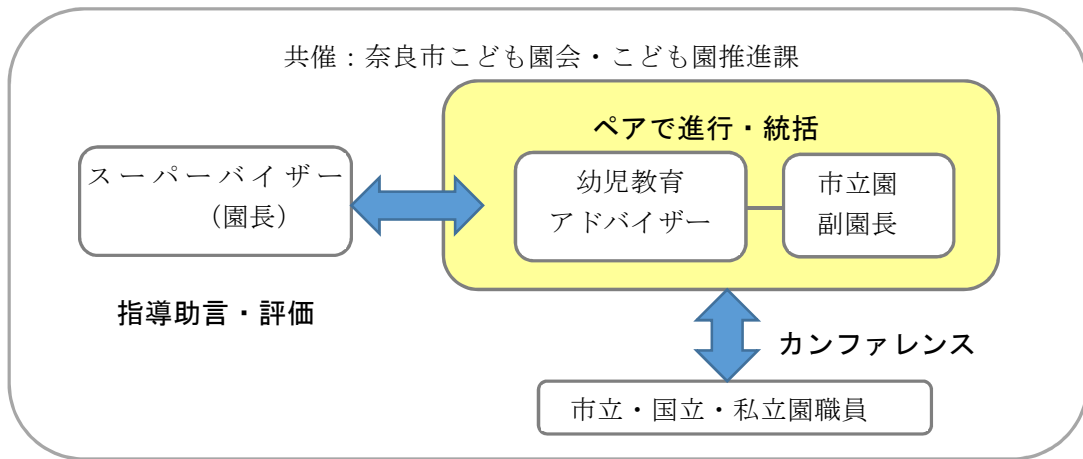 共催：奈良市こども園会・こども園推進課
ペアで進行・統括
スーパーバイザー
（園長）
幼児教育
アドバイザー
市立園
副園長
指導助言・評価
カンファレンス
市立・国立・私立園職員